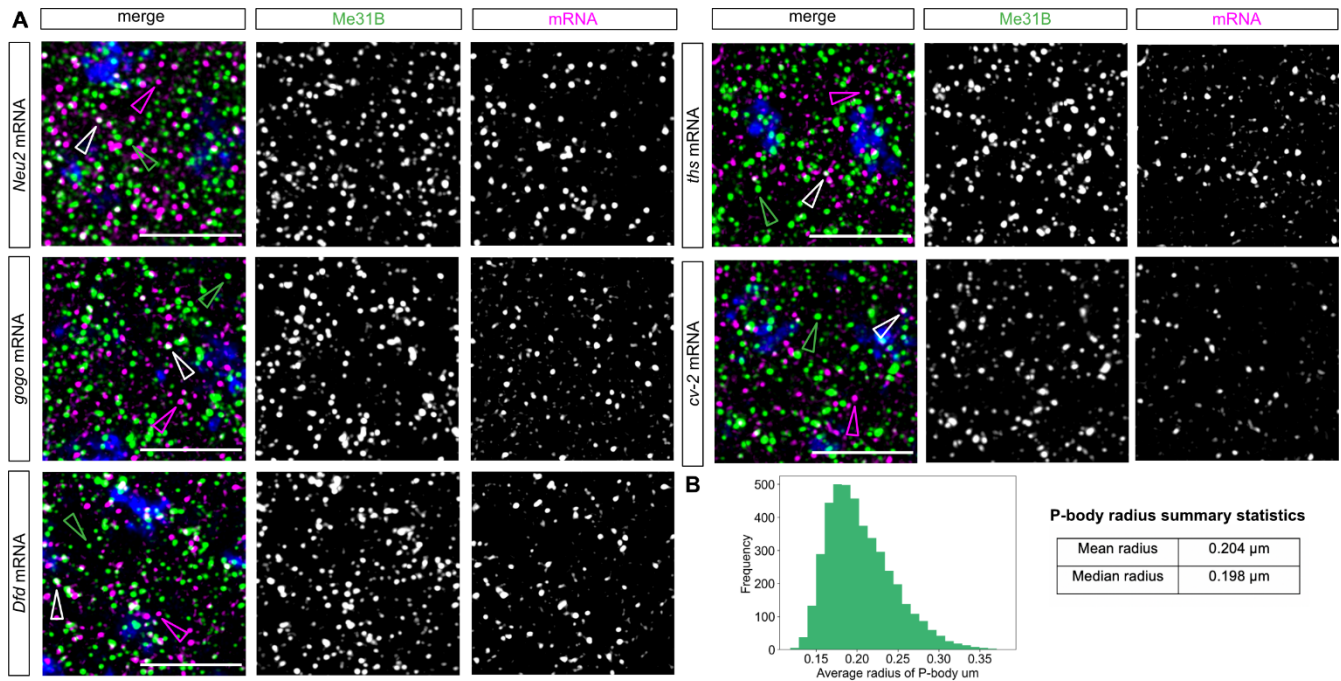 A
merge
Me31B
mRNA
merge
Me31B
mRNA
Neu2 mRNA
ths mRNA
gogo mRNA
cv-2 mRNA
Dfd mRNA
B
500
400
300
200
100
0
Frequency
0.15 0.20 0.25 0.30 0.35
Average radius of P-body um
P-body radius summary statistics
Mean radius 0.204 µm
Median radius 0.198 µm